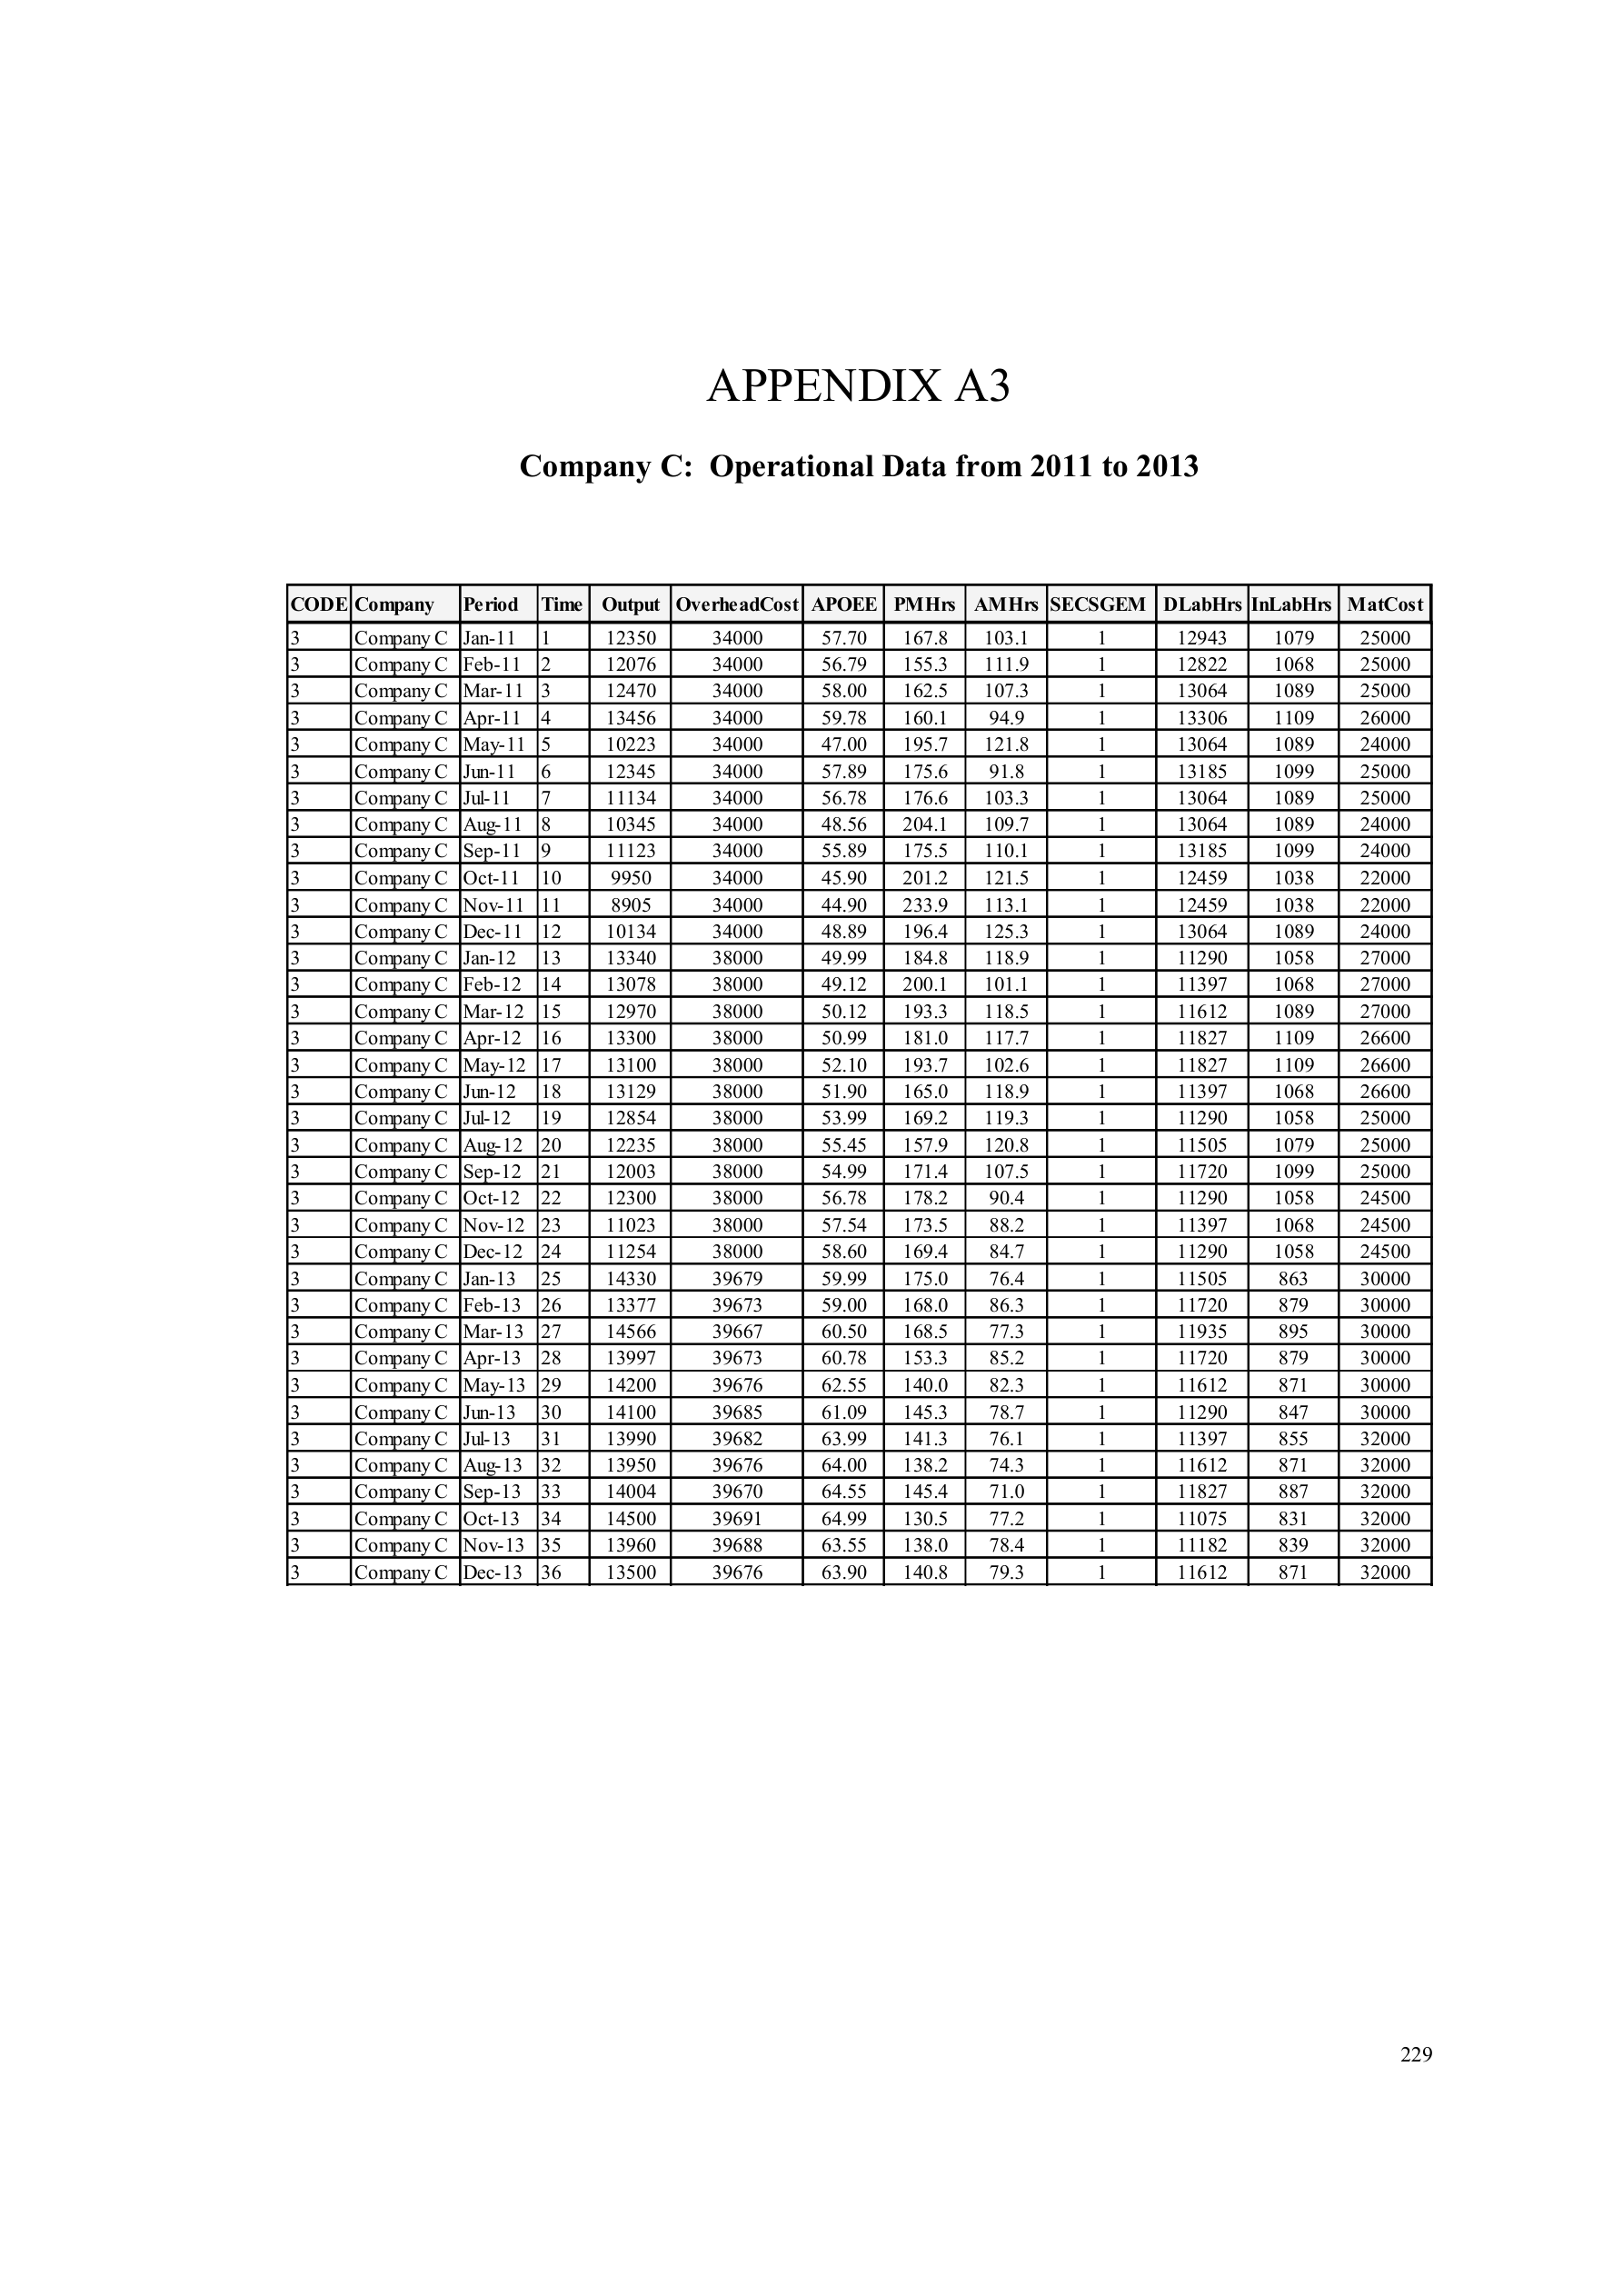 APPENDIX A3
Company C: Operational Data from 2011 to 2013
CODE Company Period Time Output OverheadCost APOEE PMHrs AMHrs SECSGEM DLabHrs InLabHrs MatCost
3 Company C Jan-11 1 12350 34000 57.70 167.8 103.1 1 12943 1079 25000
3 Company C Feb-11 2 12076 34000 56.79 155.3 111.9 1 12822 1068 25000
3 Company C Mar-11 3 12470 34000 58.00 162.5 107.3 1 13064 1089 25000
3 Company C Apr-11 4 13456 34000 59.78 160.1 94.9 1 13306 1109 26000
3 Company C May-11 5 10223 34000 47.00 195.7 121.8 1 13064 1089 24000
3 Company C Jun-11 6 12345 34000 57.89 175.6 91.8 1 13185 1099 25000
3 Company C Jul-11 7 11134 34000 56.78 176.6 103.3 1 13064 1089 25000
3 Company C Aug-11 8 10345 34000 48.56 204.1 109.7 1 13064 1089 24000
3 Company C Sep-11 9 11123 34000 55.89 175.5 110.1 1 13185 1099 24000
3 Company C Oct-11 10 9950 34000 45.90 201.2 121.5 1 12459 1038 22000
3 Company C Nov-11 11 8905 34000 44.90 233.9 113.1 1 12459 1038 22000
3 Company C Dec-11 12 10134 34000 48.89 196.4 125.3 1 13064 1089 24000
3 Company C Jan-12 13 13340 38000 49.99 184.8 118.9 1 11290 1058 27000
3 Company C Feb-12 14 13078 38000 49.12 200.1 101.1 1 11397 1068 27000
3 Company C Mar-12 15 12970 38000 50.12 193.3 118.5 1 11612 1089 27000
3 Company C Apr-12 16 13300 38000 50.99 181.0 117.7 1 11827 1109 26600
3 Company C May-12 17 13100 38000 52.10 193.7 102.6 1 11827 1109 26600
3 Company C Jun-12 18 13129 38000 51.90 165.0 118.9 1 11397 1068 26600
3 Company C Jul-12 19 12854 38000 53.99 169.2 119.3 1 11290 1058 25000
3 Company C Aug-12 20 12235 38000 55.45 157.9 120.8 1 11505 1079 25000
3 Company C Sep-12 21 12003 38000 54.99 171.4 107.5 1 11720 1099 25000
3 Company C Oct-12 22 12300 38000 56.78 178.2 90.4 1 11290 1058 24500
3 Company C Nov-12 23 11023 38000 57.54 173.5 88.2 1 11397 1068 24500
3 Company C Dec-12 24 11254 38000 58.60 169.4 84.7 1 11290 1058 24500
3 Company C Jan-13 25 14330 39679 59.99 175.0 76.4 1 11505 863 30000
3 Company C Feb-13 26 13377 39673 59.00 168.0 86.3 1 11720 879 30000
3 Company C Mar-13 27 14566 39667 60.50 168.5 77.3 1 11935 895 30000
3 Company C Apr-13 28 13997 39673 60.78 153.3 85.2 1 11720 879 30000
3 Company C May-13 29 14200 39676 62.55 140.0 82.3 1 11612 871 30000
3 Company C Jun-13 30 14100 39685 61.09 145.3 78.7 1 11290 847 30000
3 Company C Jul-13 31 13990 39682 63.99 141.3 76.1 1 11397 855 32000
3 Company C Aug-13 32 13950 39676 64.00 138.2 74.3 1 11612 871 32000
3 Company C Sep-13 33 14004 39670 64.55 145.4 71.0 1 11827 887 32000
3 Company C Oct-13 34 14500 39691 64.99 130.5 77.2 1 11075 831 32000
3 Company C Nov-13 35 13960 39688 63.55 138.0 78.4 1 11182 839 32000
3 Company C Dec-13 36 13500 39676 63.90 140.8 79.3 1 11612 871 32000
229